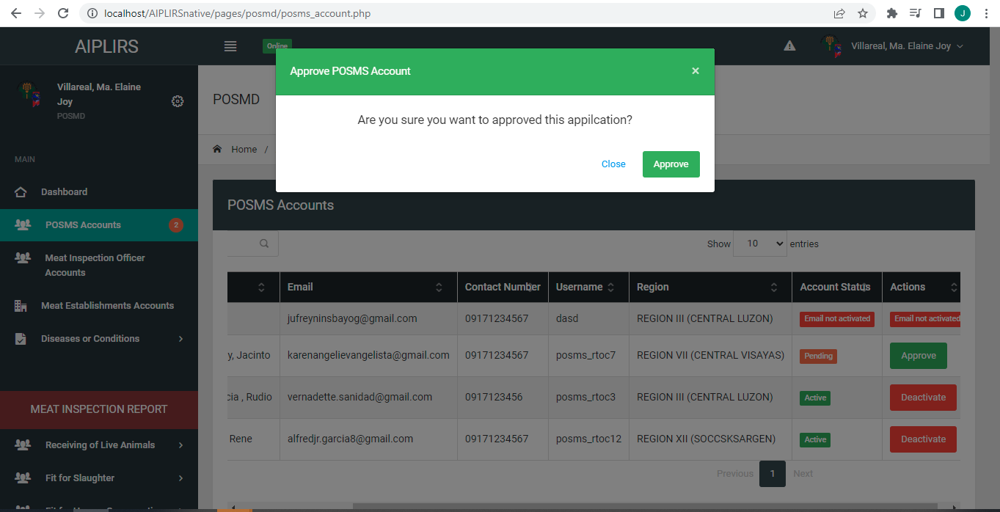 localhost/AIPLIRSnative/pages/posmd/posms_account.php
J
AIPLIRS
Online
Villareal, Ma. Elaine Joy
Approve POSMS Account
×
Are you sure you want to approved this appilcation?
Close
Approve
Villareal, Ma. Elaine
Joy
POSMD
MAIN
Dashboard
POSMS Accounts 2
Meat Inspection Officer
Accounts
Meat Establishments Accounts
Diseases or Conditions
MEAT INSPECTION REPORT
Receiving of Live Animals
Fit for Slaughter
POSMD
Home /
POSMS Accounts
Show 10 entries
Email Contact Number Username Region Account Status Actions
jufreyninsbayog@gmail.com 09171234567 dasd REGION III (CENTRAL LUZON) Email not activated Email not activated
y, Jacinto karenangelievangelista@gmail.com 09171234567 posms_rtoc7 REGION VII (CENTRAL VISAYAS) Pending Approve
cia , Rudio vernadette.sanidad@gmail.com 0917123456 posms_rtoc3 REGION III (CENTRAL LUZON) Active Deactivate
Rene alfredjr.garcia8@gmail.com 09171234567 posms_rtoc12 REGION XII (SOCCSKSARGEN) Active Deactivate
Previous 1 Next